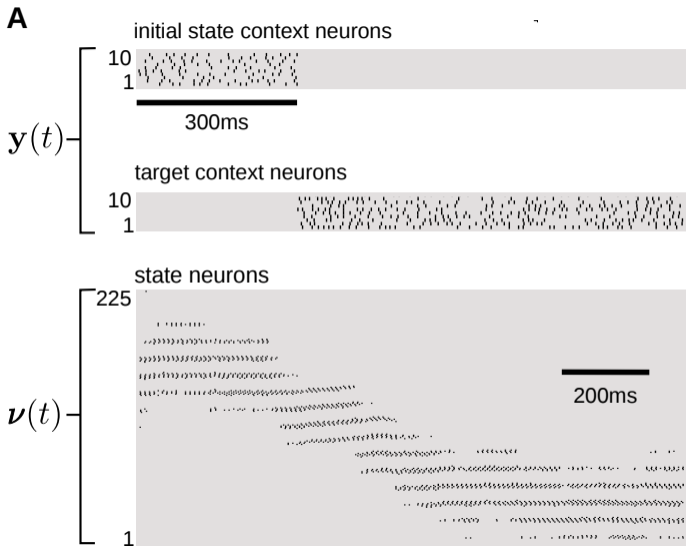 A
initial state context neurons
10
1
300ms
y(t)
target context neurons
10
1
state neurons
225
200ms
ν(t)
1